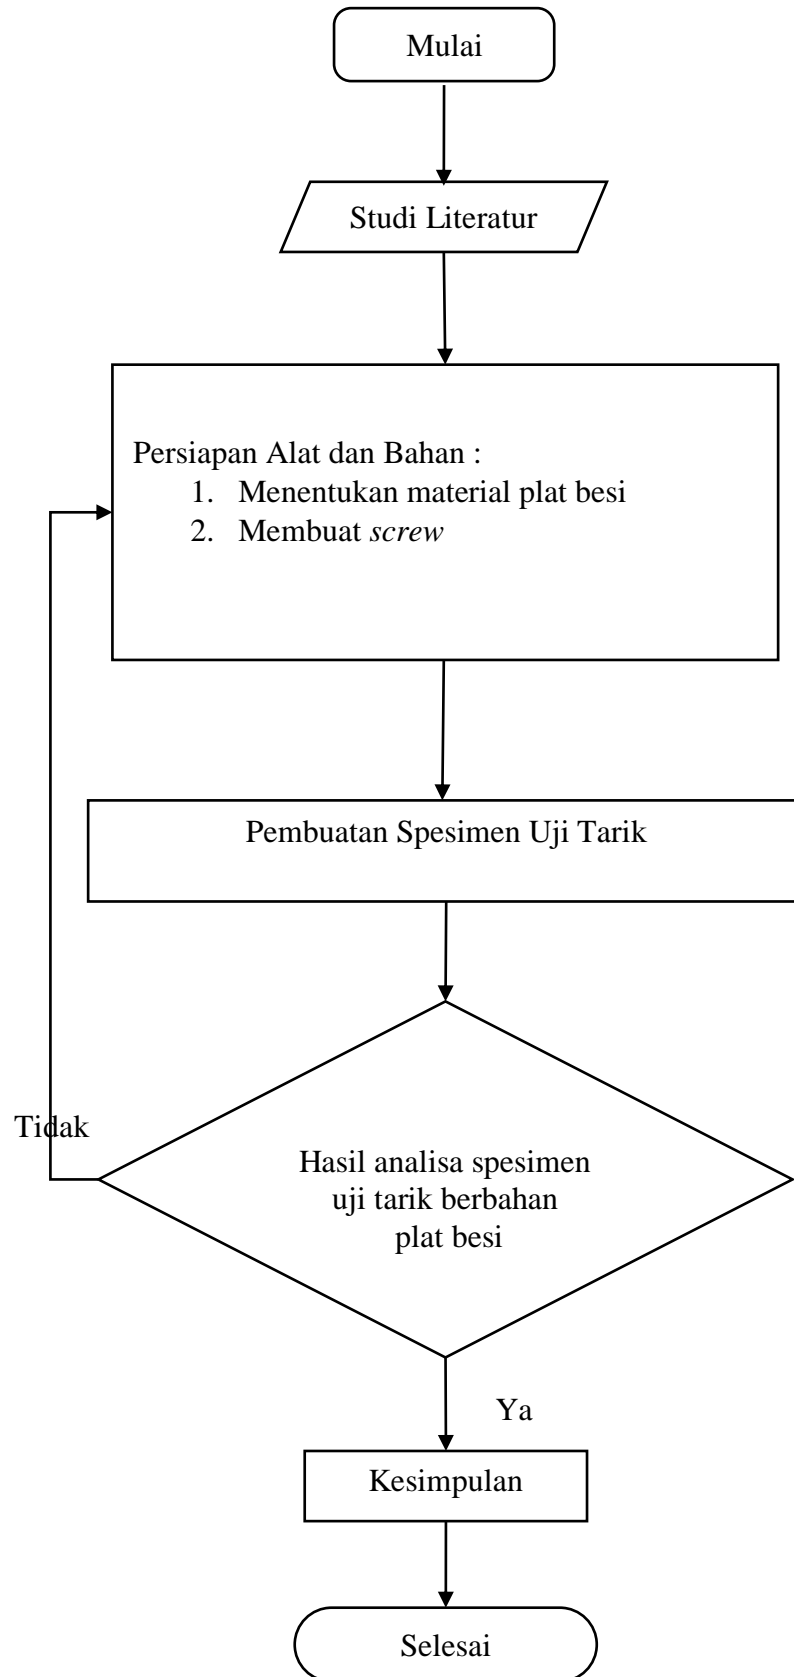 Mulai
Studi Literatur
Persiapan Alat dan Bahan :
1. Menentukan material plat besi
2. Membuat screw
Pembuatan Spesimen Uji Tarik
Tidak
Hasil analisa spesimen
uji tarik berbahan
plat besi
Ya
Kesimpulan
Selesai